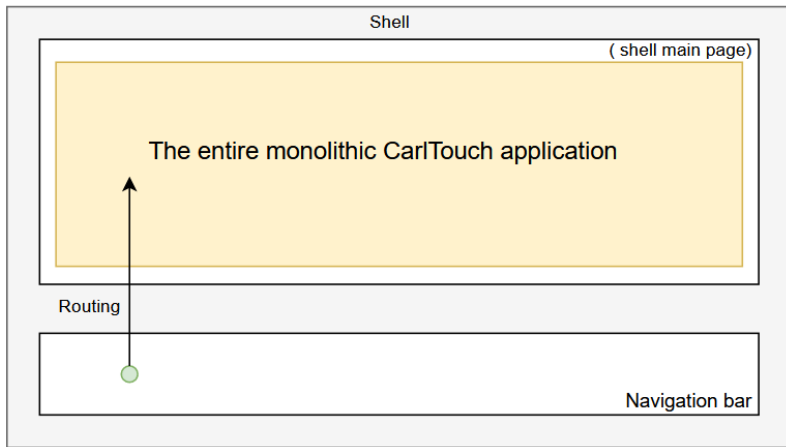 Shell
( shell main page)
The entire monolithic CarlTouch application
Routing
Navigation bar